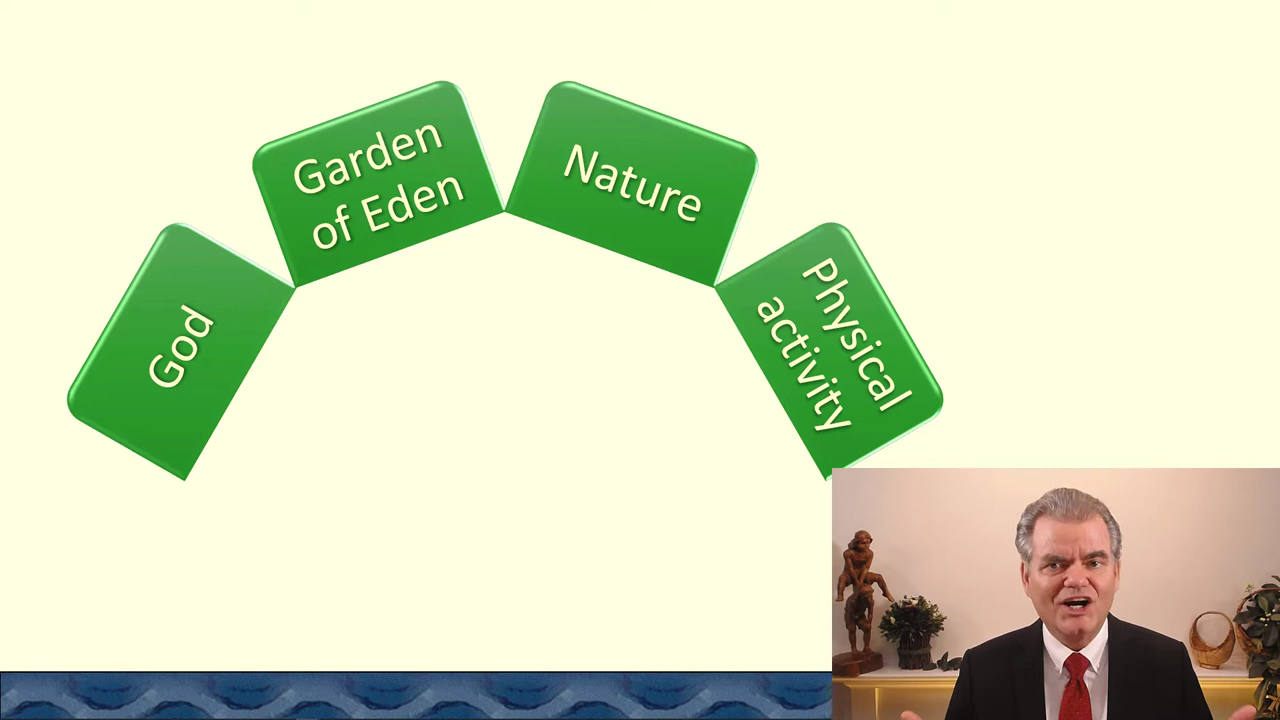 God
Garden
of Eden
Nature
Physical
activity